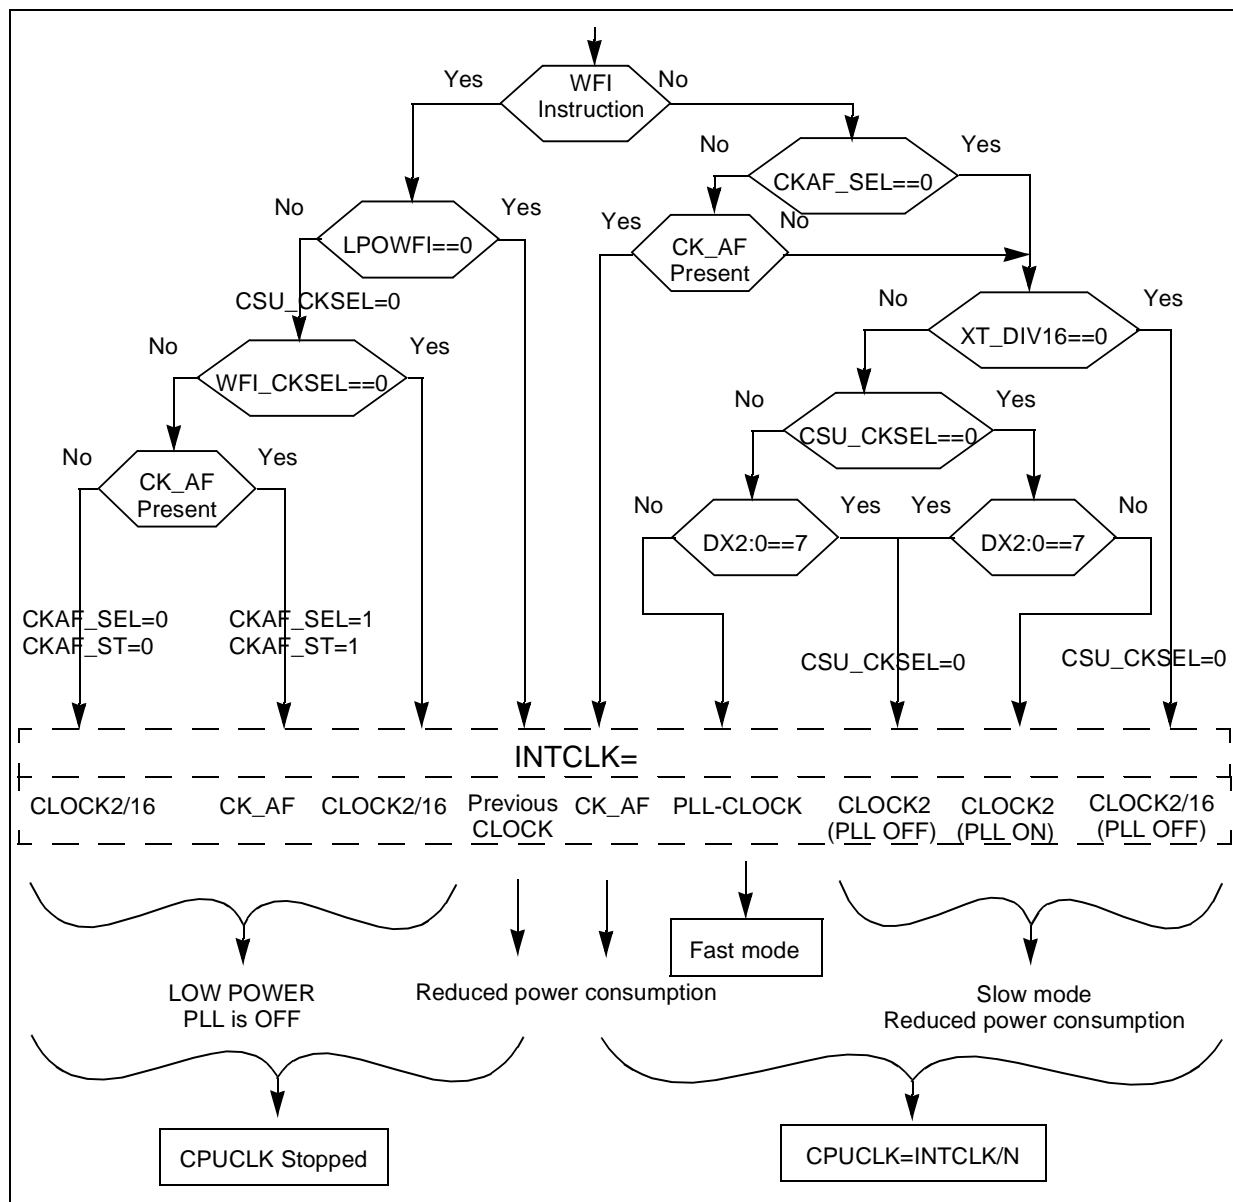 Yes
WFI
Instruction
No
No
CKAF_SEL==0
Yes
No
LPOWFI==0
Yes
Yes
CK_AF
Present
No
CSU_CKSEL=0
No
XT_DIV16==0
Yes
No
WFI_CKSEL==0
Yes
No
CSU_CKSEL==0
Yes
No
CK_AF
Present
Yes
No
DX2:0==7
Yes
Yes
DX2:0==7
No
CKAF_SEL=0
CKAF_ST=0
CKAF_SEL=1
CKAF_ST=1
CSU_CKSEL=0
CSU_CKSEL=0
INTCLK=
CLOCK2/16
CK_AF
CLOCK2/16
Previous
CLOCK
CK_AF
PLL-CLOCK
CLOCK2
(PLL OFF)
CLOCK2
(PLL ON)
CLOCK2/16
(PLL OFF)
Fast mode
LOW POWER
PLL is OFF
Reduced power consumption
Slow mode
Reduced power consumption
CPUCLK Stopped
CPUCLK=INTCLK/N